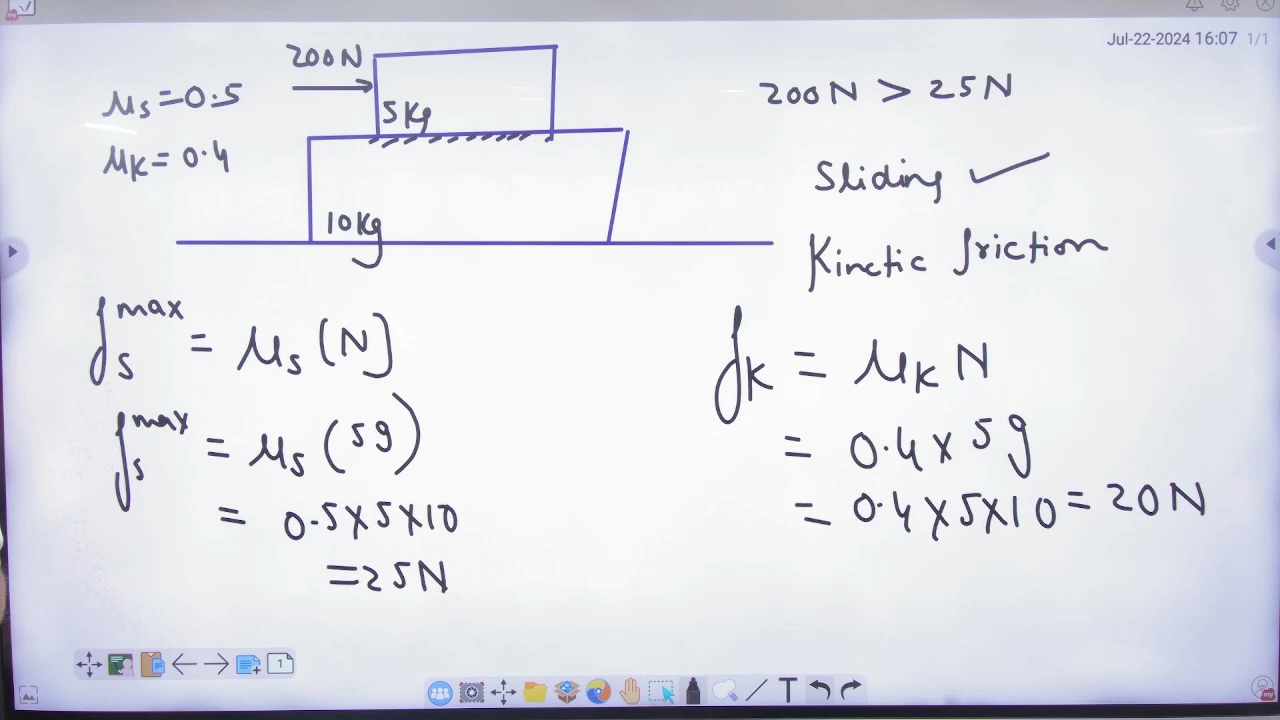 Jul-22-2024 16:07 1/1
200N
μs = 0.5
5Kg
μK = 0.4
10Kg
200N > 25N
Sliding ✓
Kinetic friction
fs^max = μs (N)
fs^max = μs (5g)
= 0.5×5×10
= 25N
fK = μK N
= 0.4 × 5g
= 0.4×5×10 = 20N
1
T